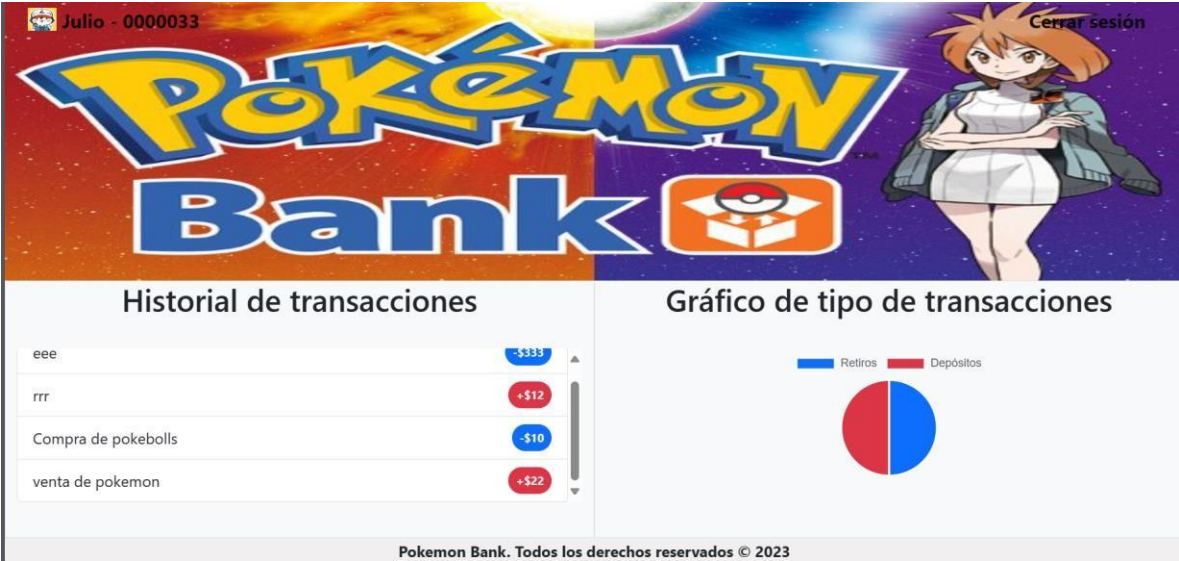 Julio - 0000033
Cerrar sesión
POKÉMON
TM
Bank
Historial de transacciones
eee -$333
rrr +$12
Compra de pokebolls -$10
venta de pokemon +$22
Gráfico de tipo de transacciones
Retiros Depósitos
Pokemon Bank. Todos los derechos reservados © 2023